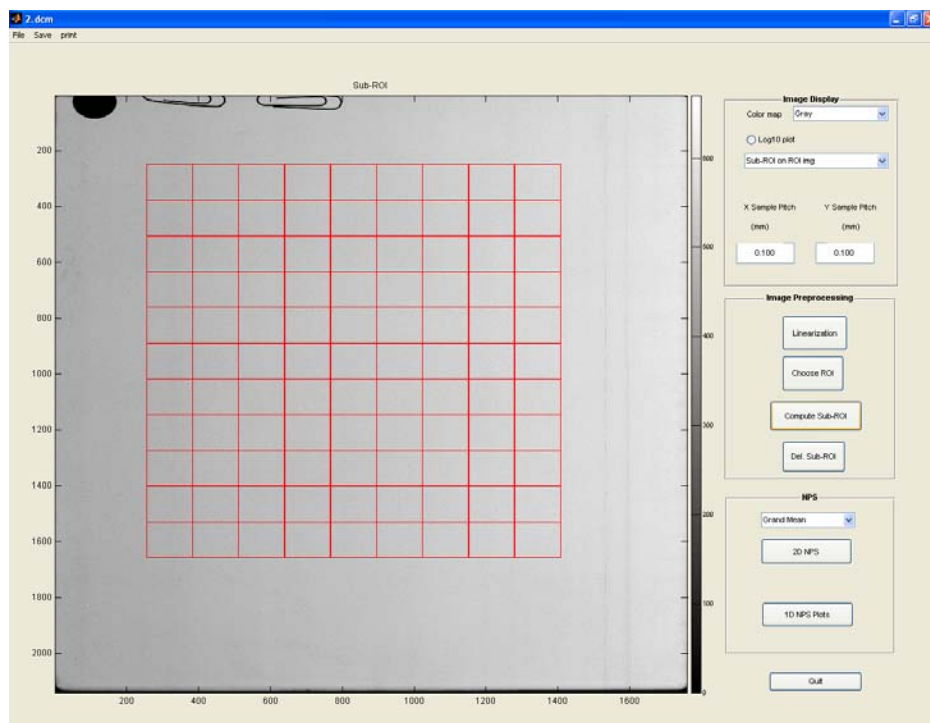 2.dcm
File Save print
Sub-ROI
200
400
600
800
1000
1200
1400
1600
1800
2000
200 400 600 800 1000 1200 1400 1600
600
500
400
300
200
100
0
Image Display
Color map Gray
Log10 plot
Sub-ROI on ROI img
X Sample Pitch Y Sample Pitch
(mm) (mm)
0.100 0.100
Image Preprocessing
Linearization
Choose ROI
Compute Sub-ROI
Del. Sub-ROI
NPS
Grand Mean
2D NPS
1D NPS Plots
Quit